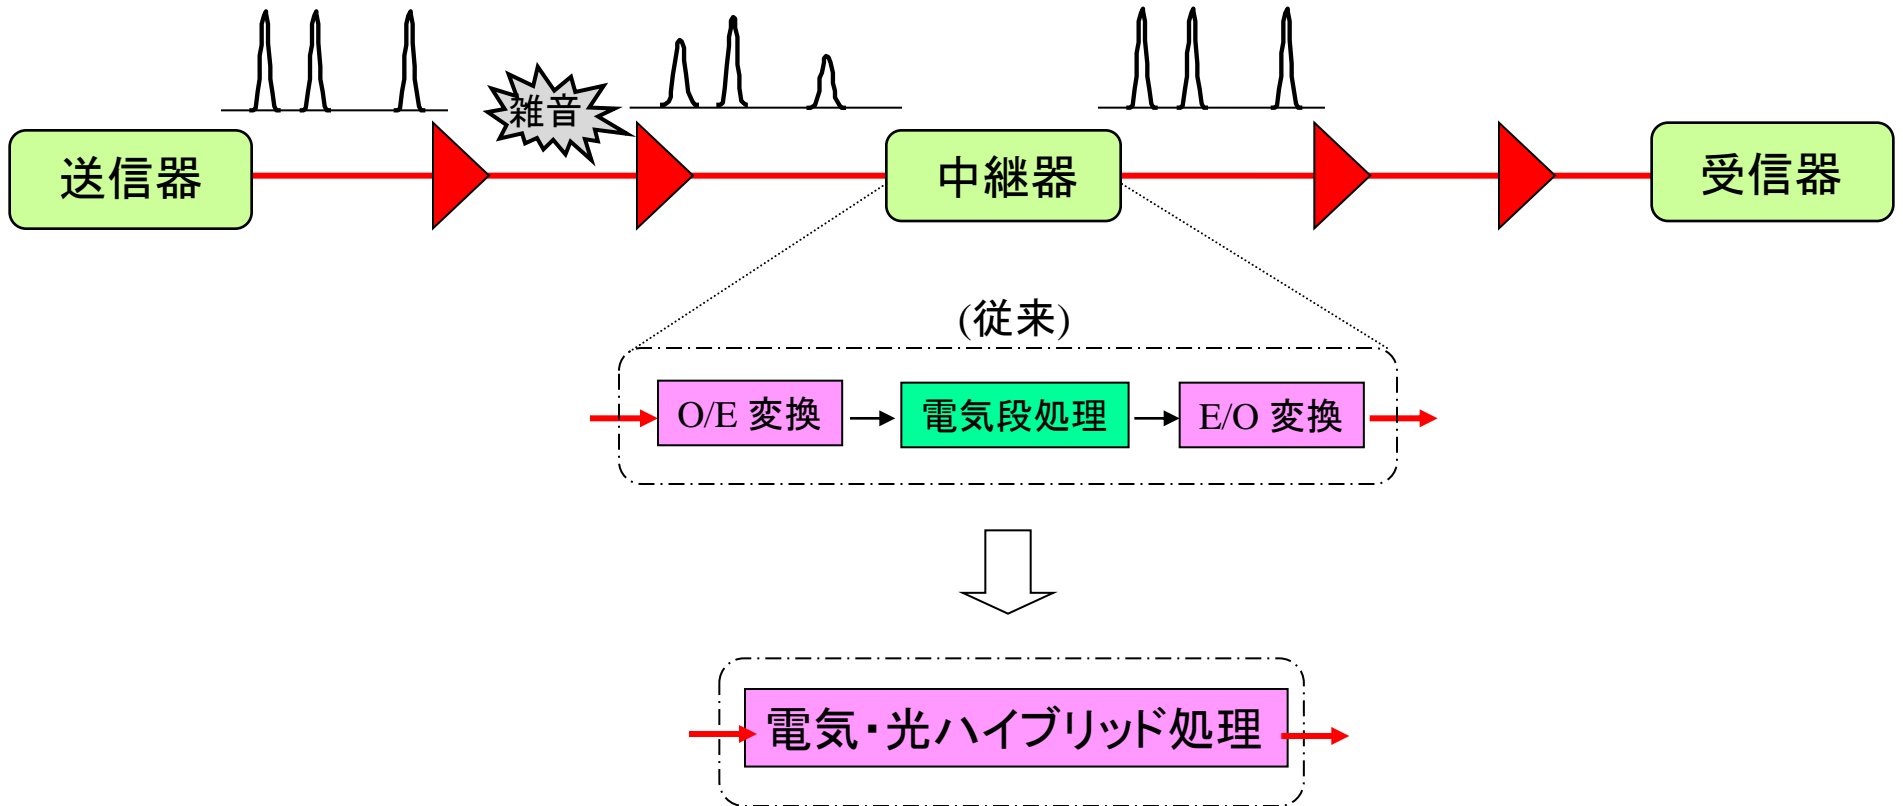 雑音
送信器
中継器
受信器
(従来)
O/E 変換
電気段処理
E/O 変換
電気・光ハイブリッド処理